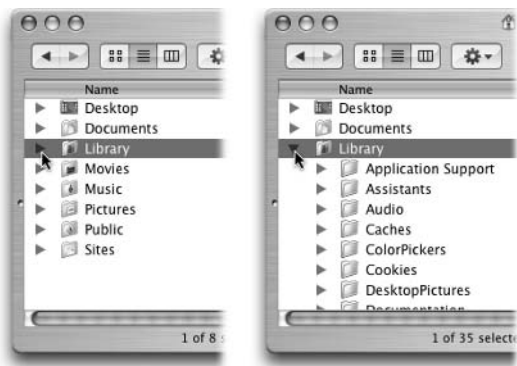 Name
Desktop
Documents
Library
Movies
Music
Pictures
Public
Sites
1 of 8
Name
Desktop
Documents
Library
Application Support
Assistants
Audio
Caches
ColorPickers
Cookies
DesktopPictures
Documentation
1 of 35 selecte